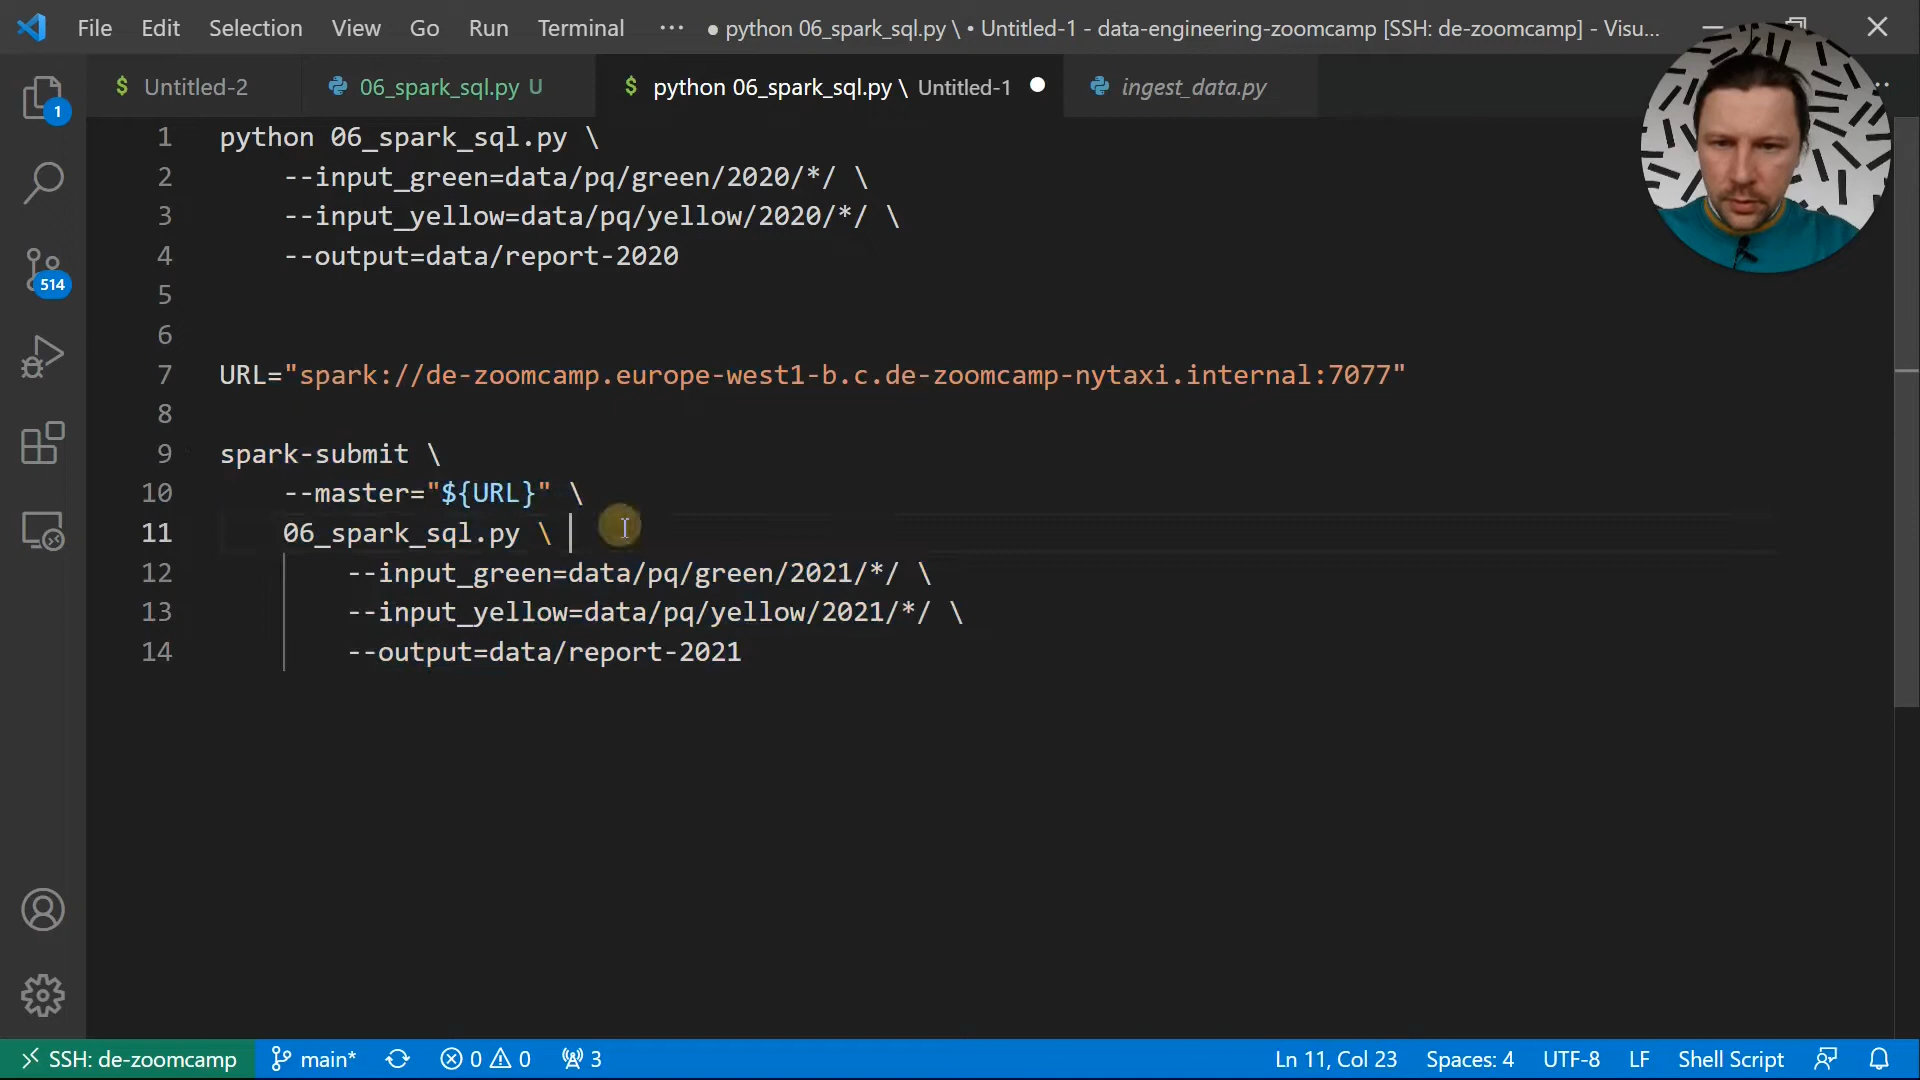 File Edit Selection View Go Run Terminal ··· ● python 06_spark_sql.py \ • Untitled-1 - data-engineering-zoomcamp [SSH: de-zoomcamp] - Visu...
$ Untitled-2 06_spark_sql.py U $ python 06_spark_sql.py \ Untitled-1 ingest_data.py
1
514
1 python 06_spark_sql.py \
2 --input_green=data/pq/green/2020/*/ \
3 --input_yellow=data/pq/yellow/2020/*/ \
4 --output=data/report-2020
5
6
7 URL="spark://de-zoomcamp.europe-west1-b.c.de-zoomcamp-nytaxi.internal:7077"
8
9 spark-submit \
10 --master="${URL}" \
11 06_spark_sql.py \
12 --input_green=data/pq/green/2021/*/ \
13 --input_yellow=data/pq/yellow/2021/*/ \
14 --output=data/report-2021
SSH: de-zoomcamp main* 0 0 3 Ln 11, Col 23 Spaces: 4 UTF-8 LF Shell Script